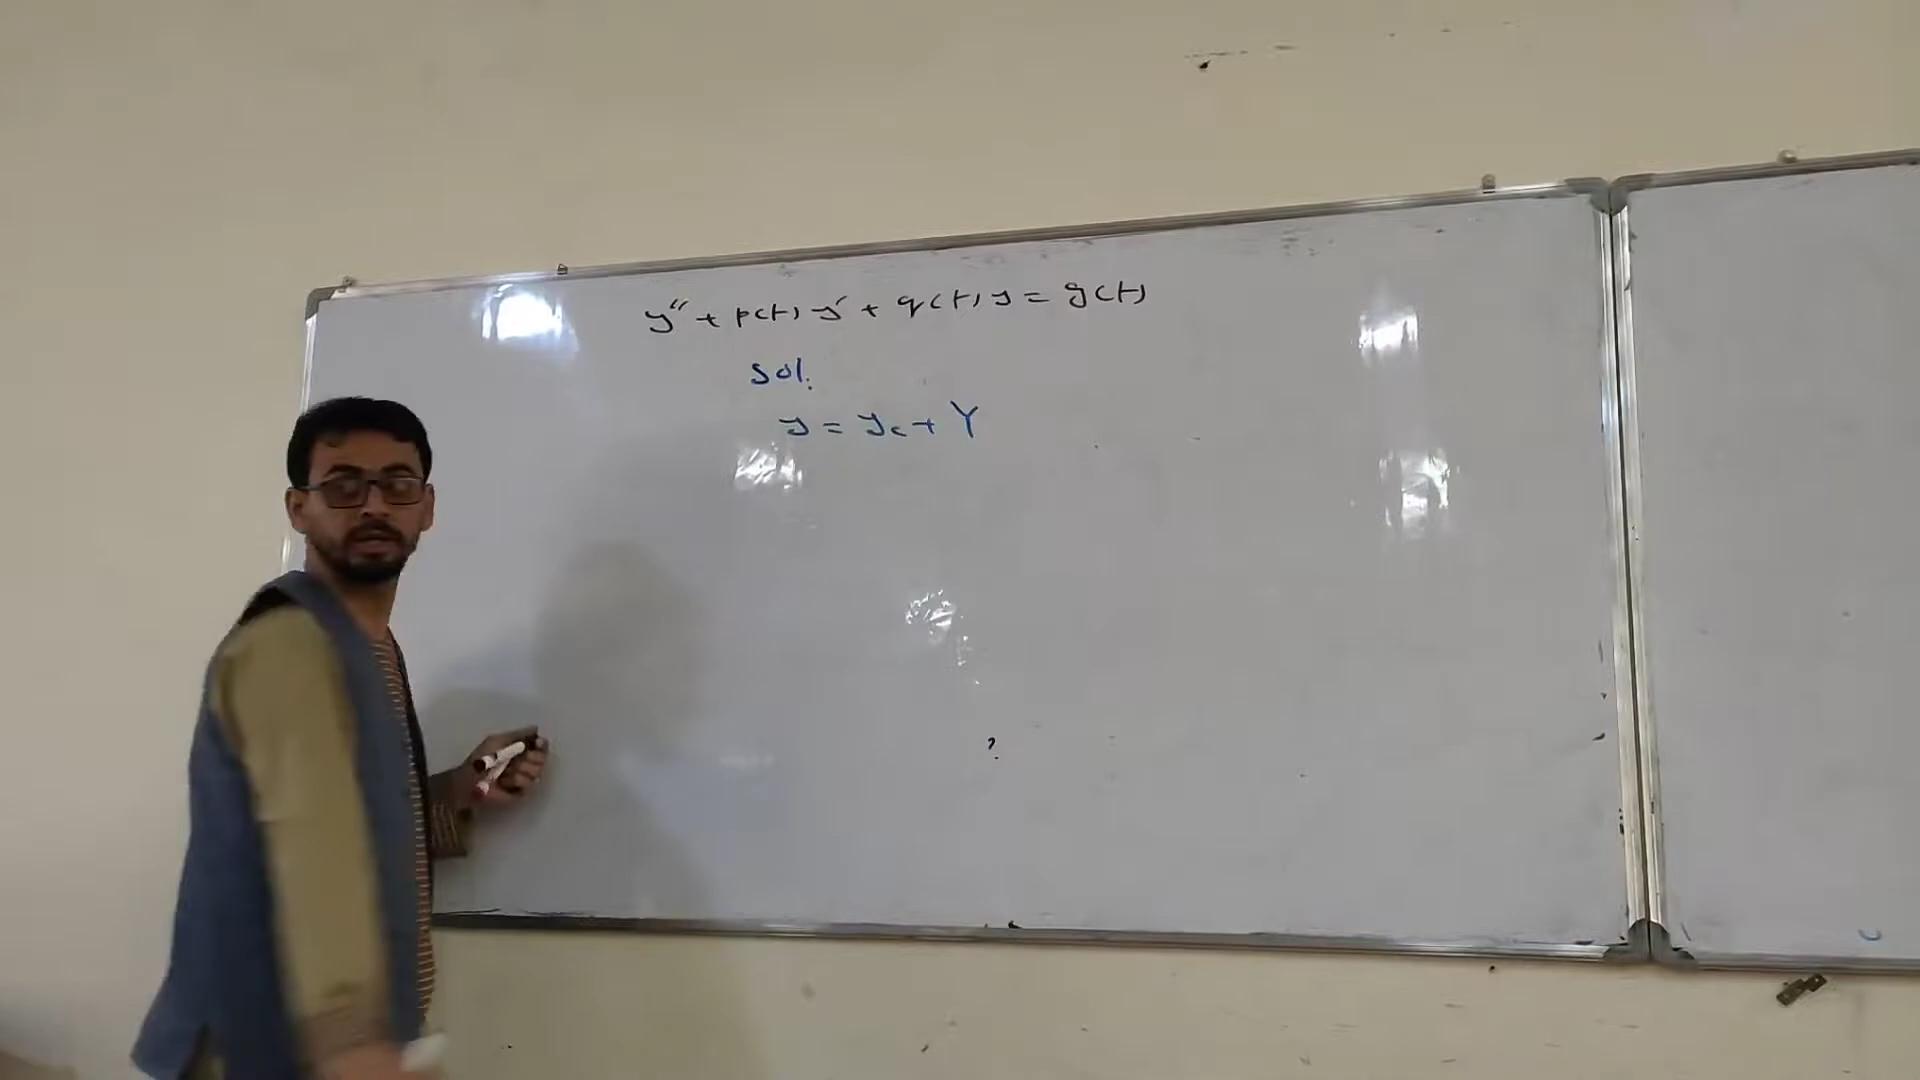 y'' + p(t) y' + q(t) y = g(t)
Sol:
y = y_c + Y